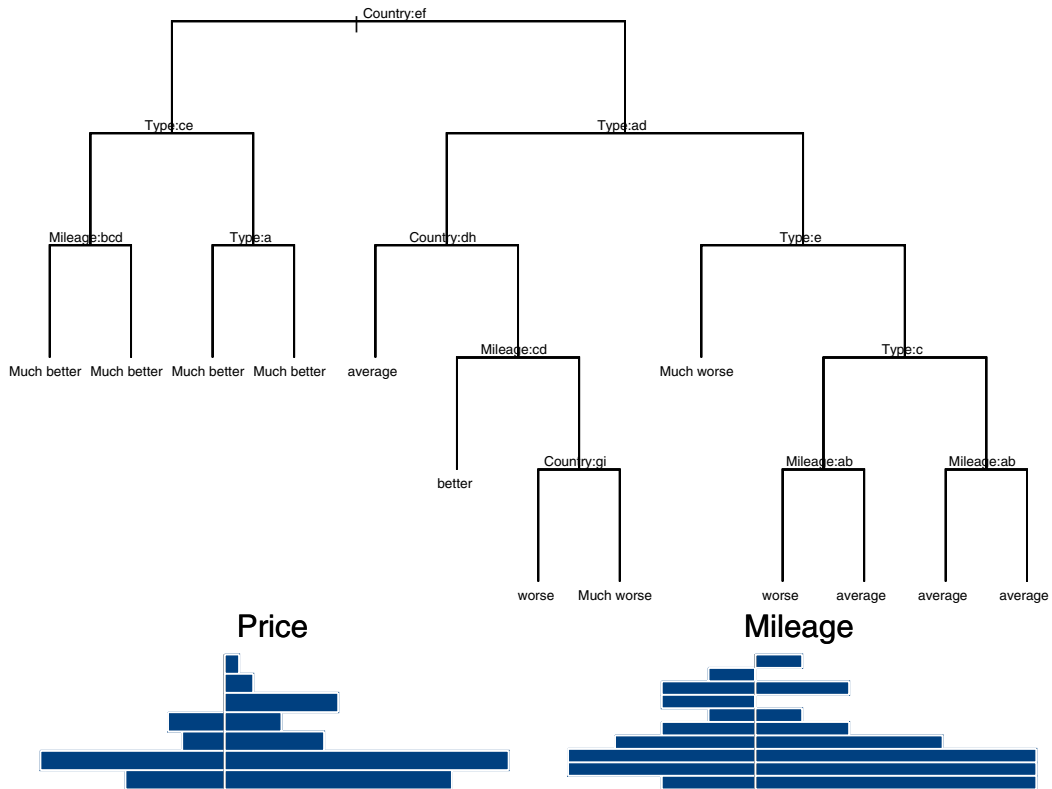 Country:ef
Type:ce
Type:ad
Mileage:bcd
Type:a
Country:dh
Type:e
Much better
Much better
Much better
Much better
average
Mileage:cd
Much worse
Type:c
better
Country:gi
Mileage:ab
Mileage:ab
worse
Much worse
worse
average
average
average
Price
Mileage